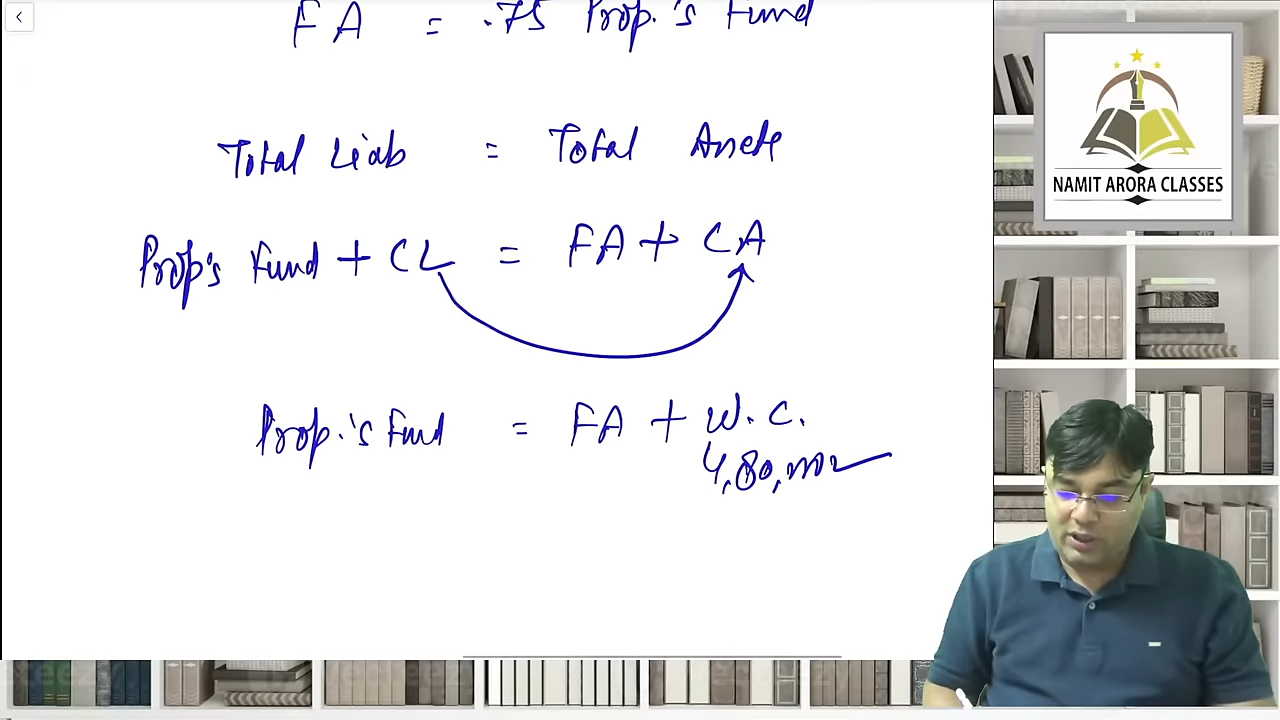 FA = .75 Prop.'s Fund
Total Liab = Total Assets
Prop's Fund + CL = FA + CA
Prop.'s Fund = FA + W.C.
4,80,000
NAMIT ARORA CLASSES